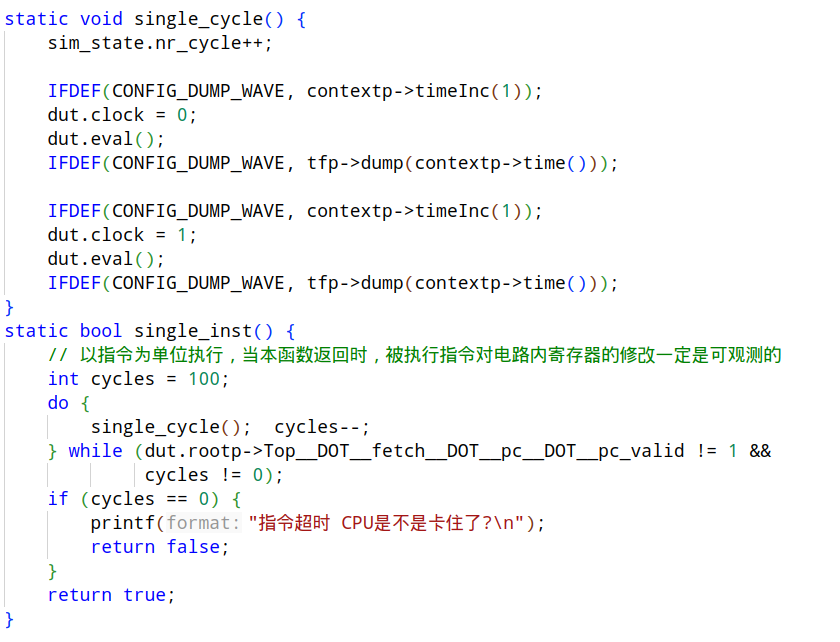 static void single_cycle() {
    sim_state.nr_cycle++;

    IFDEF(CONFIG_DUMP_WAVE, contextp->timeInc(1));
    dut.clock = 0;
    dut.eval();
    IFDEF(CONFIG_DUMP_WAVE, tfp->dump(contextp->time()));

    IFDEF(CONFIG_DUMP_WAVE, contextp->timeInc(1));
    dut.clock = 1;
    dut.eval();
    IFDEF(CONFIG_DUMP_WAVE, tfp->dump(contextp->time()));
}
static bool single_inst() {
    // 以指令为单位执行，当本函数返回时，被执行指令对电路内寄存器的修改一定是可观测的
    int cycles = 100;
    do {
        single_cycle();  cycles--;
    } while (dut.rootp->Top__DOT__fetch__DOT__pc__DOT__pc_valid != 1 &&
             cycles != 0);
    if (cycles == 0) {
        printf(format: "指令超时 CPU是不是卡住了?\n");
        return false;
    }
    return true;
}